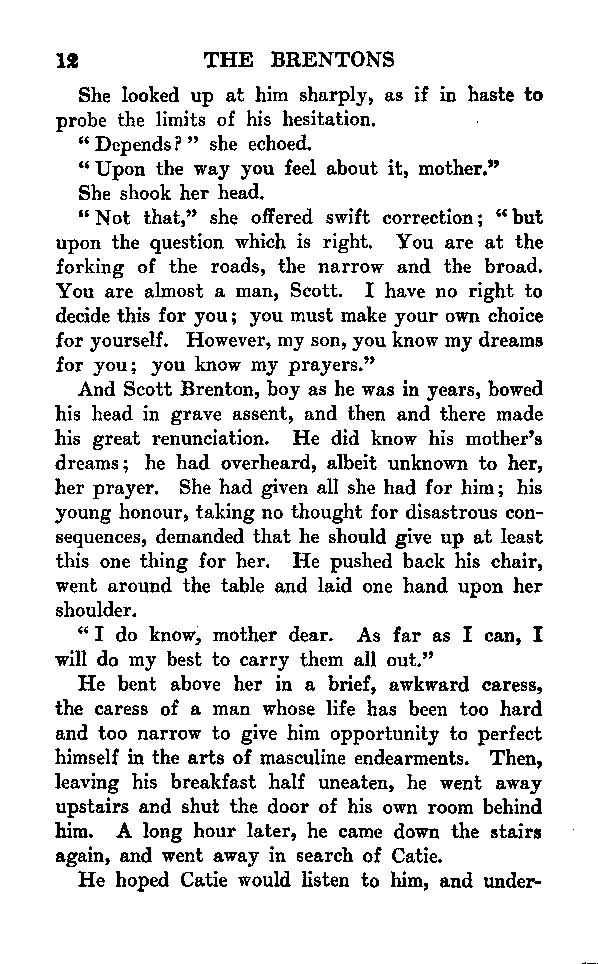 12 THE BRENTONS
She looked up at him sharply, as if in haste to
probe the limits of his hesitation.
"Depends?" she echoed.
"Upon the way you feel about it, mother."
She shook her head.
"Not that," she offered swift correction; "but
upon the question which is right. You are at the
forking of the roads, the narrow and the broad.
You are almost a man, Scott. I have no right to
decide this for you; you must make your own choice
for yourself. However, my son, you know my dreams
for you; you know my prayers."
And Scott Brenton, boy as he was in years, bowed
his head in grave assent, and then and there made
his great renunciation. He did know his mother's
dreams; he had overheard, albeit unknown to her,
her prayer. She had given all she had for him; his
young honour, taking no thought for disastrous con-
sequences, demanded that he should give up at least
this one thing for her. He pushed back his chair,
went around the table and laid one hand upon her
shoulder.
"I do know, mother dear. As far as I can, I
will do my best to carry them all out."
He bent above her in a brief, awkward caress,
the caress of a man whose life has been too hard
and too narrow to give him opportunity to perfect
himself in the arts of masculine endearments. Then,
leaving his breakfast half uneaten, he went away
upstairs and shut the door of his own room behind
him. A long hour later, he came down the stairs
again, and went away in search of Catie.
He hoped Catie would listen to him, and under-